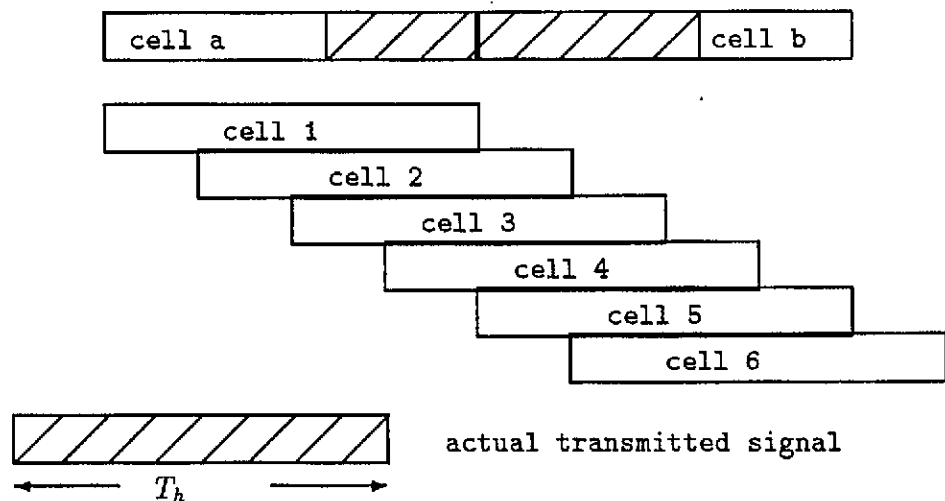 cell a cell b
cell 1
cell 2
cell 3
cell 4
cell 5
cell 6
actual transmitted signal
T_h